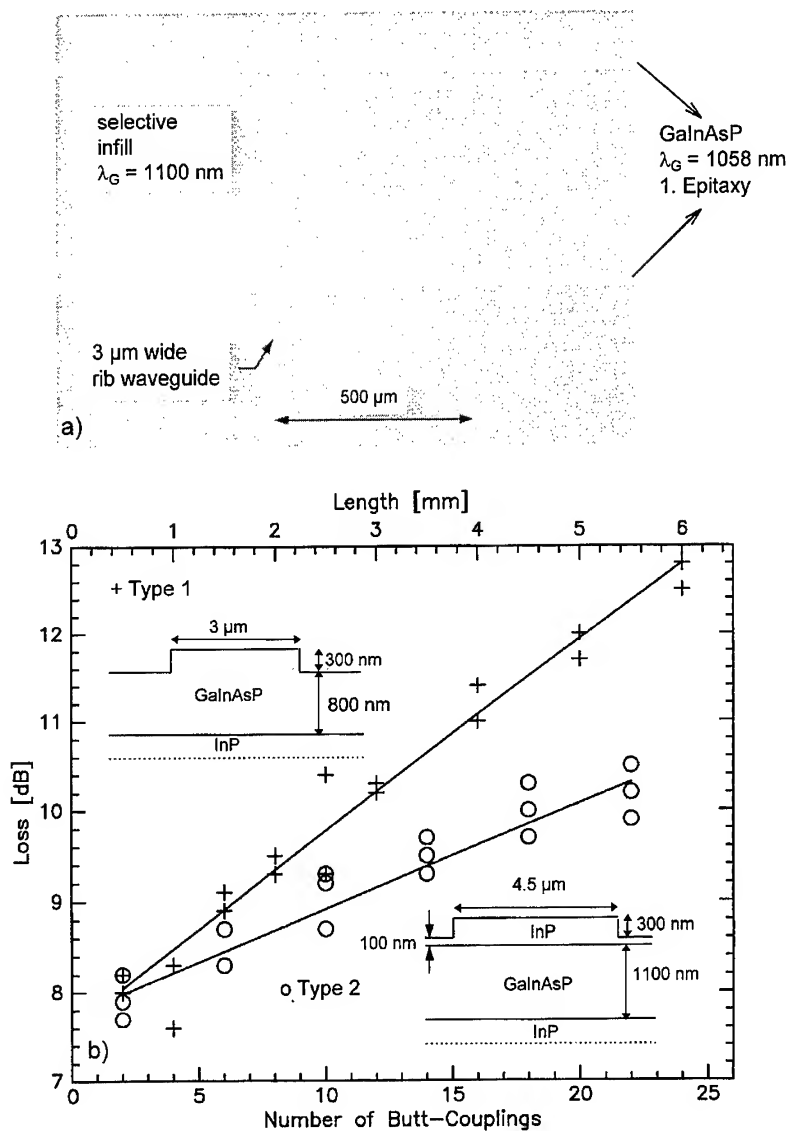 selective
infill
λG = 1100 nm
GaInAsP
λG = 1058 nm
1. Epitaxy
3 µm wide
rib waveguide
500 µm
a)
Length [mm]
0 1 2 3 4 5 6
13
12
11
10
9
8
7
Loss [dB]
+ Type 1
3 µm
300 nm
GaInAsP
800 nm
InP
4.5 µm
100 nm
InP
300 nm
GaInAsP
1100 nm
InP
o Type 2
b)
0 5 10 15 20 25
Number of Butt-Couplings